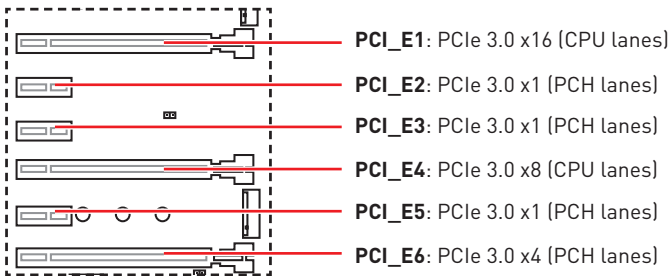 PCI_E1: PCIe 3.0 x16 (CPU lanes)
PCI_E2: PCIe 3.0 x1 (PCH lanes)
PCI_E3: PCIe 3.0 x1 (PCH lanes)
PCI_E4: PCIe 3.0 x8 (CPU lanes)
PCI_E5: PCIe 3.0 x1 (PCH lanes)
PCI_E6: PCIe 3.0 x4 (PCH lanes)